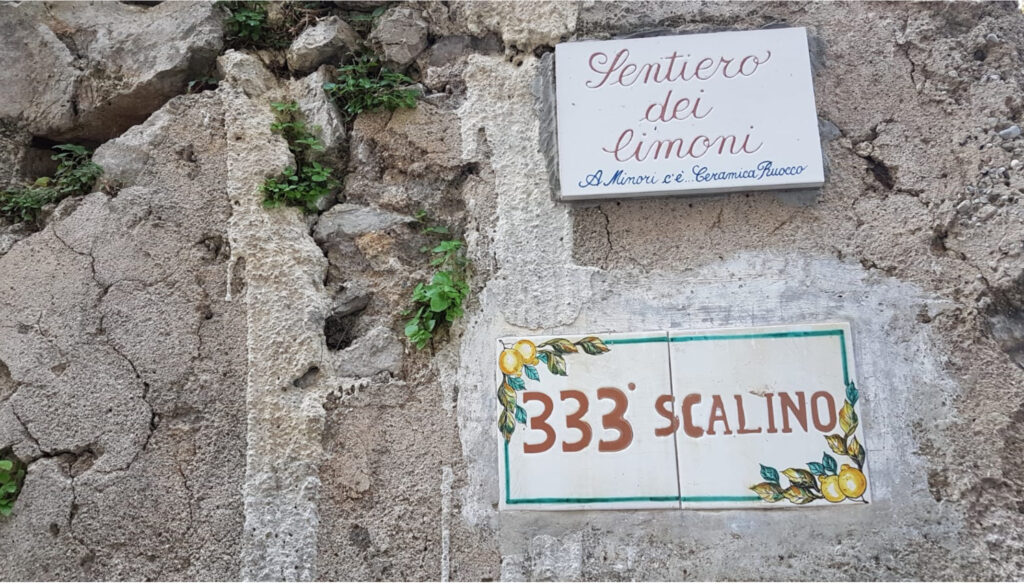 Sentiero
dei
limoni
A Minori c'è... Ceramica Ruocco
333° SCALINO